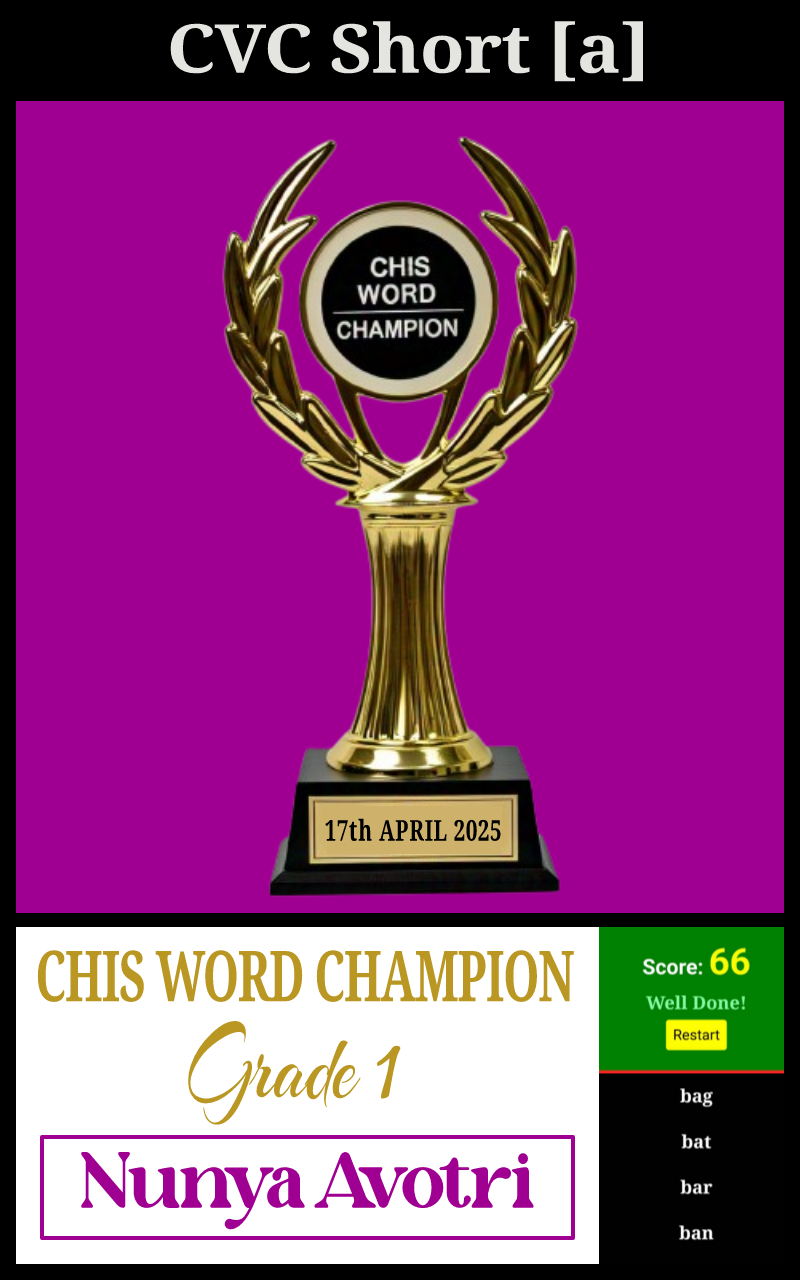 CVC Short [a]
CHIS
WORD
CHAMPION
17th APRIL 2025
CHIS WORD CHAMPION
Grade 1
Nunya Avotri
Score: 66
Well Done!
Restart
bag
bat
bar
ban